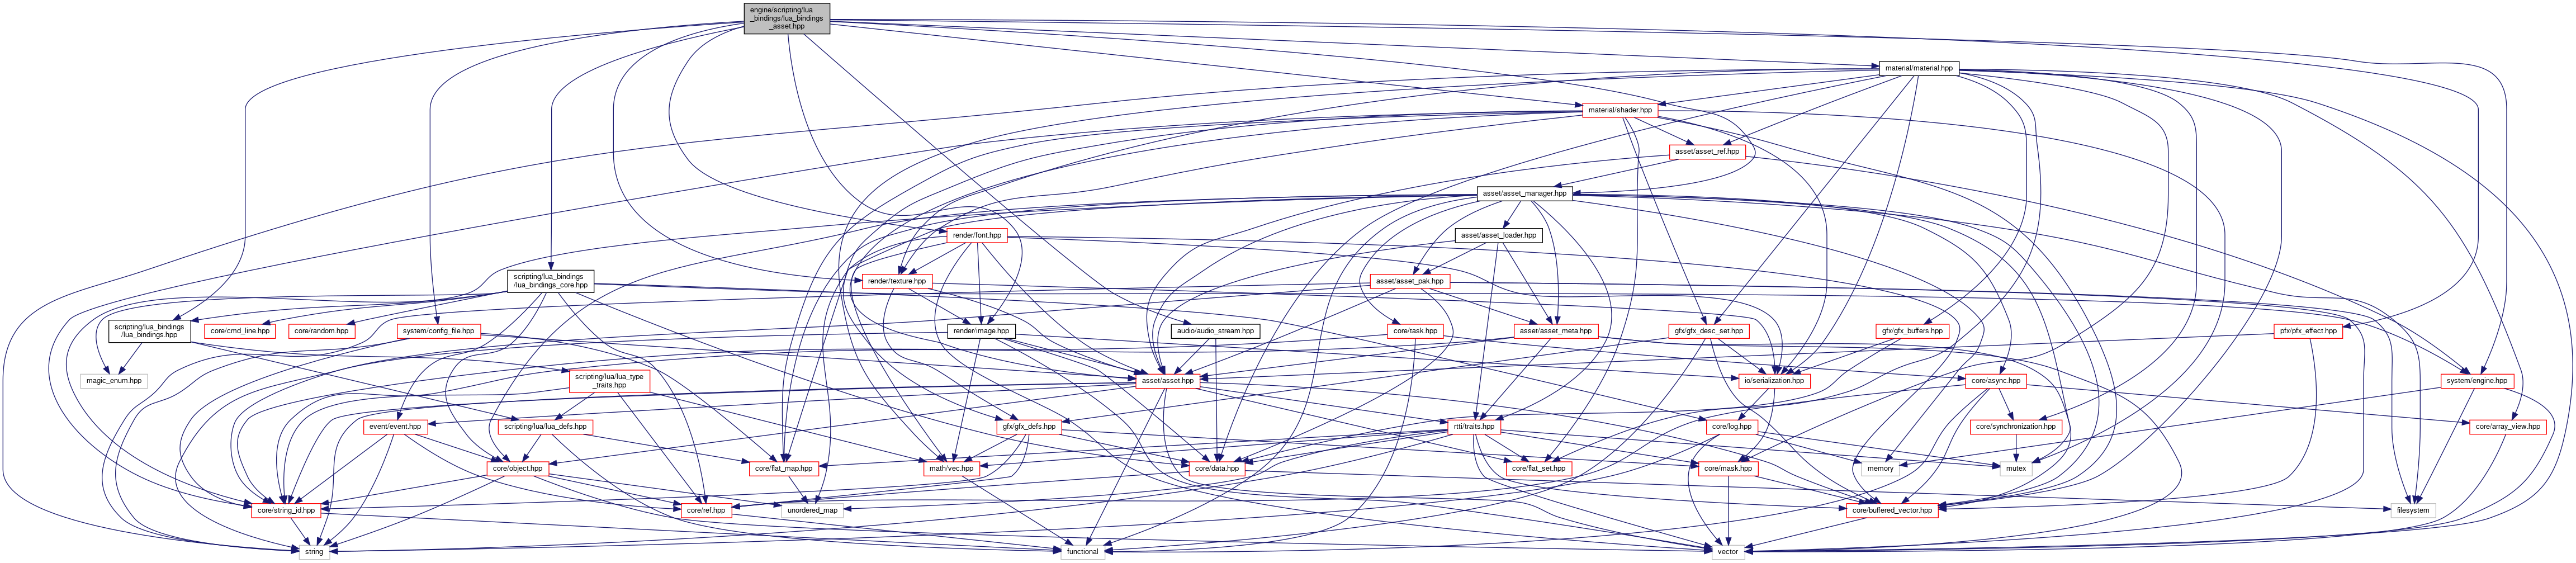 engine/scripting/lua
_bindings/lua_bindings
_asset.hpp
material/material.hpp
material/shader.hpp
asset/asset_ref.hpp
asset/asset_manager.hpp
render/font.hpp
asset/asset_loader.hpp
scripting/lua_bindings
/lua_bindings_core.hpp
render/texture.hpp
asset/asset_pak.hpp
scripting/lua_bindings
/lua_bindings.hpp
core/cmd_line.hpp
core/random.hpp
system/config_file.hpp
render/image.hpp
audio/audio_stream.hpp
core/task.hpp
asset/asset_meta.hpp
gfx/gfx_desc_set.hpp
gfx/gfx_buffers.hpp
pfx/pfx_effect.hpp
magic_enum.hpp
scripting/lua/lua_type
_traits.hpp
asset/asset.hpp
io/serialization.hpp
core/async.hpp
system/engine.hpp
event/event.hpp
scripting/lua/lua_defs.hpp
gfx/gfx_defs.hpp
rtti/traits.hpp
core/log.hpp
core/synchronization.hpp
core/array_view.hpp
core/object.hpp
core/flat_map.hpp
math/vec.hpp
core/data.hpp
core/flat_set.hpp
core/mask.hpp
memory
mutex
core/string_id.hpp
core/ref.hpp
unordered_map
core/buffered_vector.hpp
filesystem
string
functional
vector